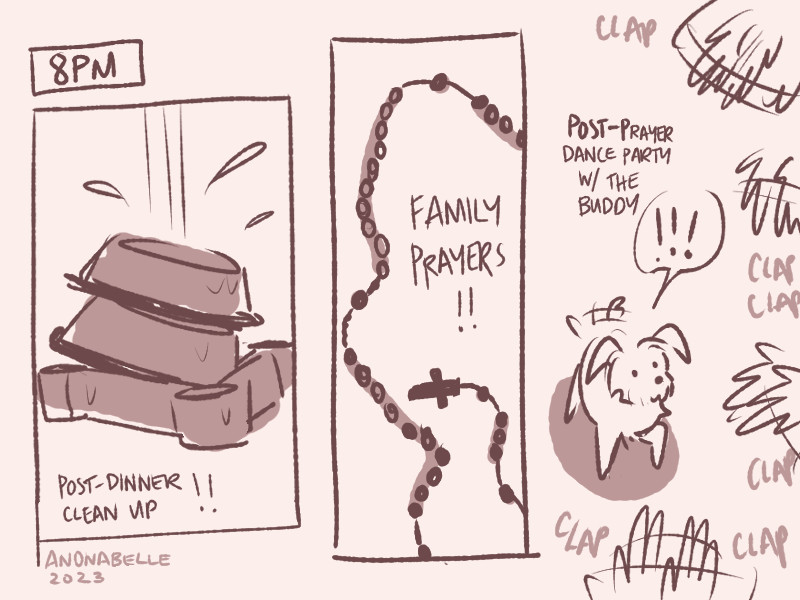 8PM
POST-DINNER !!
CLEAN UP
ANONABELLE
2023
FAMILY
PRAYERS
!!
CLAP
POST-PRAYER
DANCE PARTY
W/ THE
BUDDY
!!!
CLAP
CLAP
CLAP
CLAP
CLAP